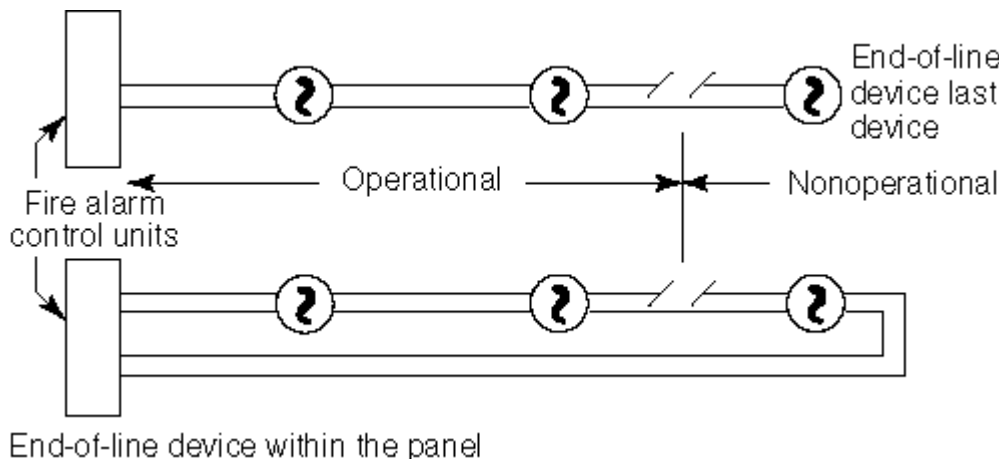 End-of-line
device last
device
Operational
Nonoperational
Fire alarm
control units
End-of-line device within the panel